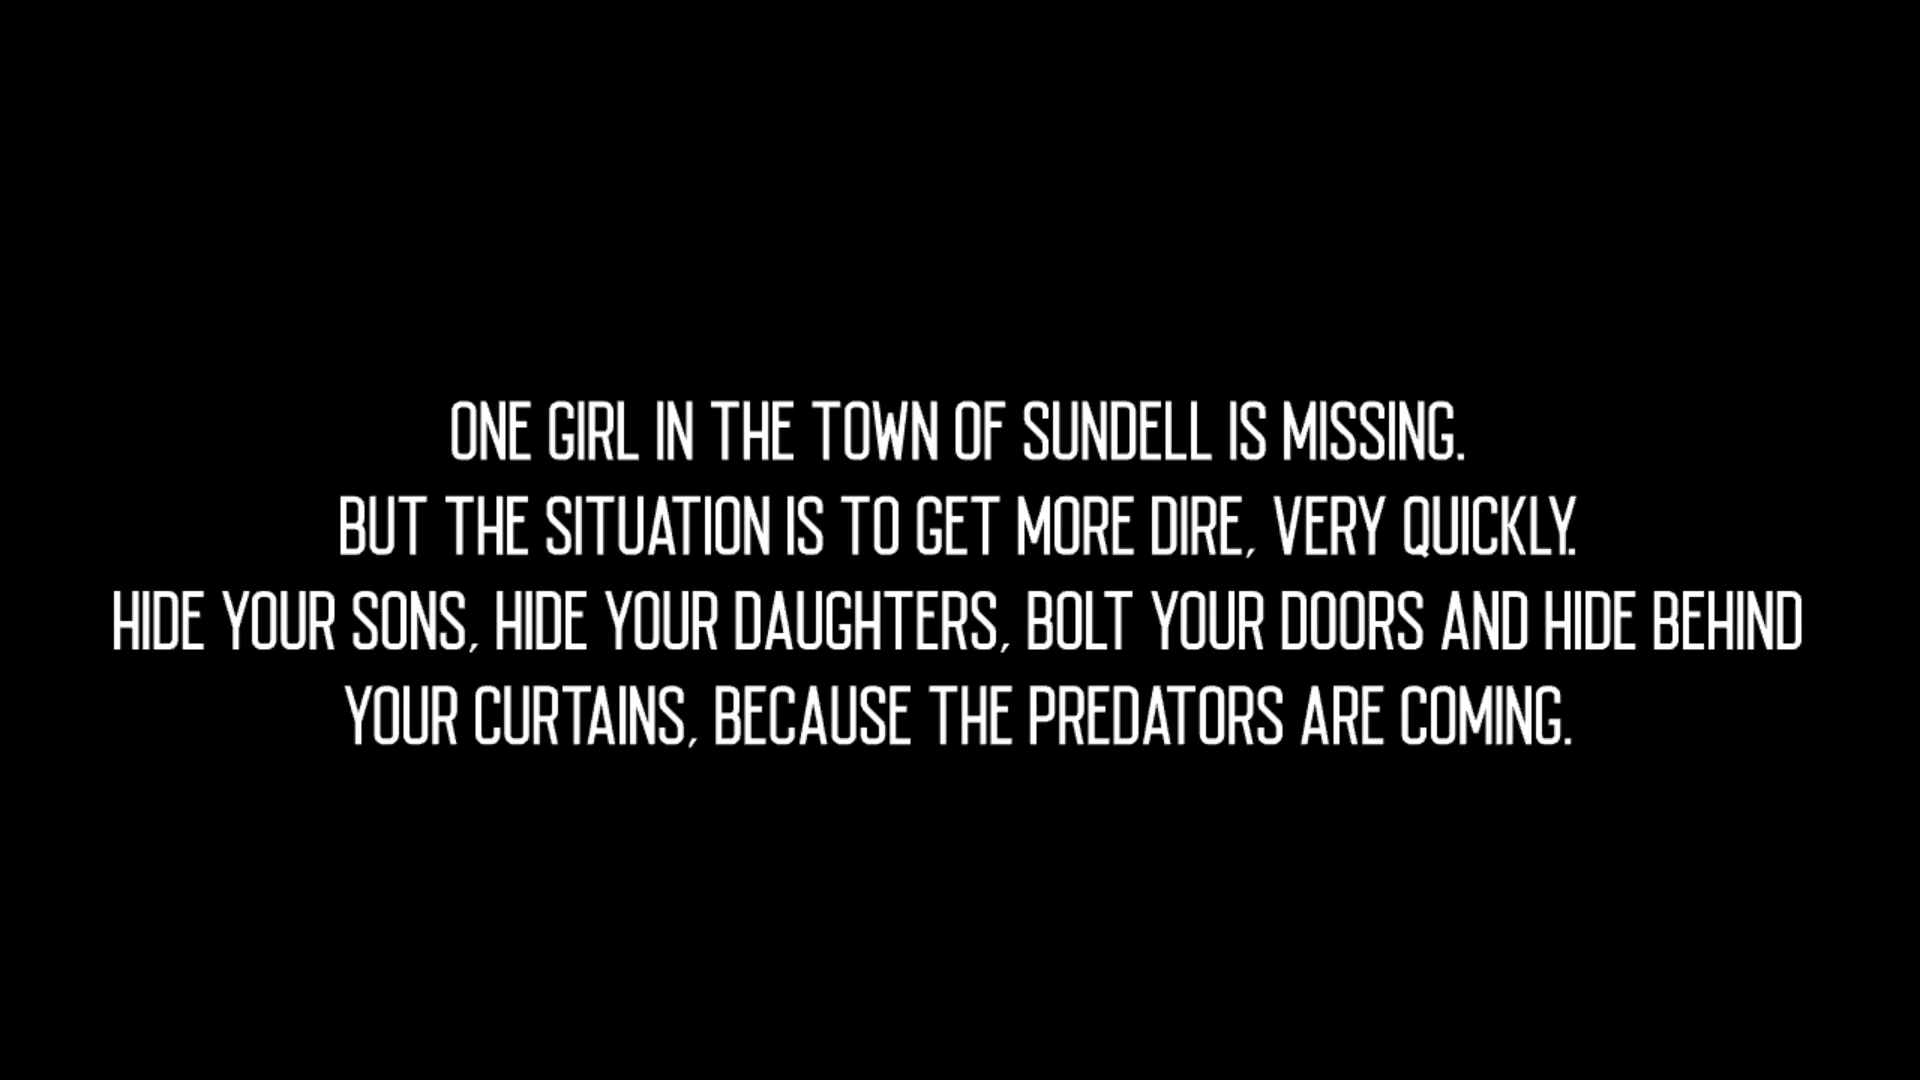 ONE GIRL IN THE TOWN OF SUNDELL IS MISSING.
BUT THE SITUATION IS TO GET MORE DIRE, VERY QUICKLY.
HIDE YOUR SONS, HIDE YOUR DAUGHTERS, BOLT YOUR DOORS AND HIDE BEHIND
YOUR CURTAINS, BECAUSE THE PREDATORS ARE COMING.